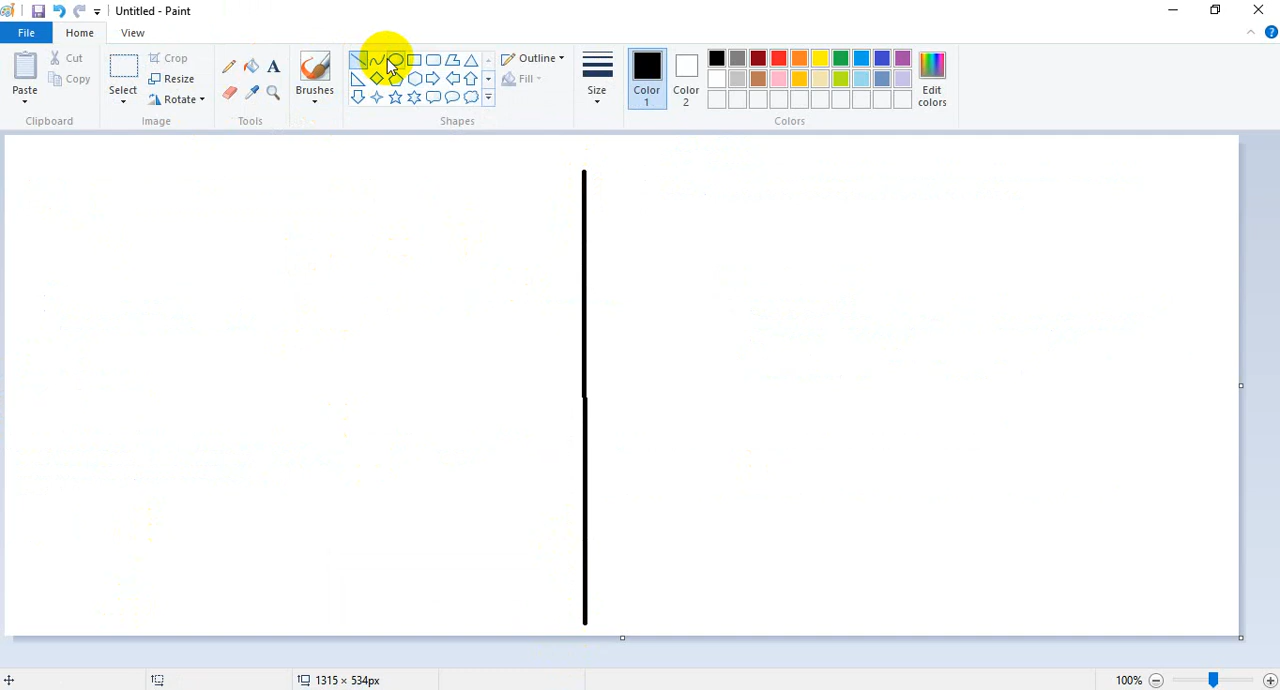 Untitled - Paint
File Home View
Paste
Cut
Copy
Clipboard
Select
Crop
Resize
Rotate
Image
A
Tools
Brushes
Shapes
Outline
Fill
Size
Color 1
Color 2
Edit colors
Colors
1315 × 534px
100%